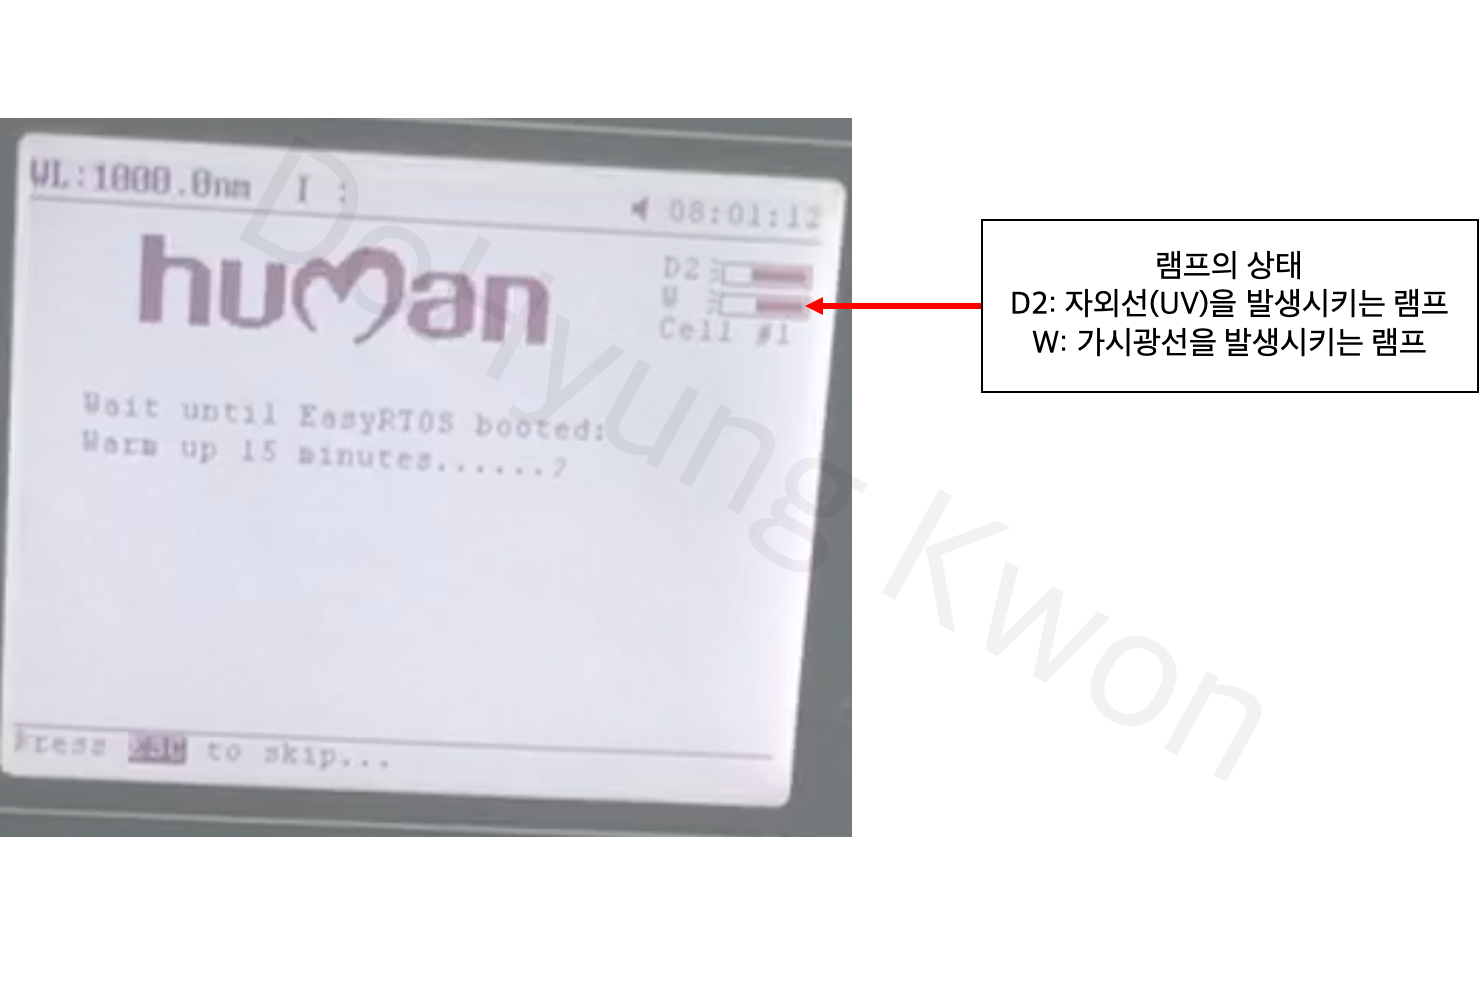 WL:1000.0nm I :
08:01:12
human
D2
W
Cell #1
Wait until EasyRTOS booted:
Warm up 15 minutes......?
Press ESC to skip...
램프의 상태
D2: 자외선(UV)을 발생시키는 램프
W: 가시광선을 발생시키는 램프
Dohyung Kwon